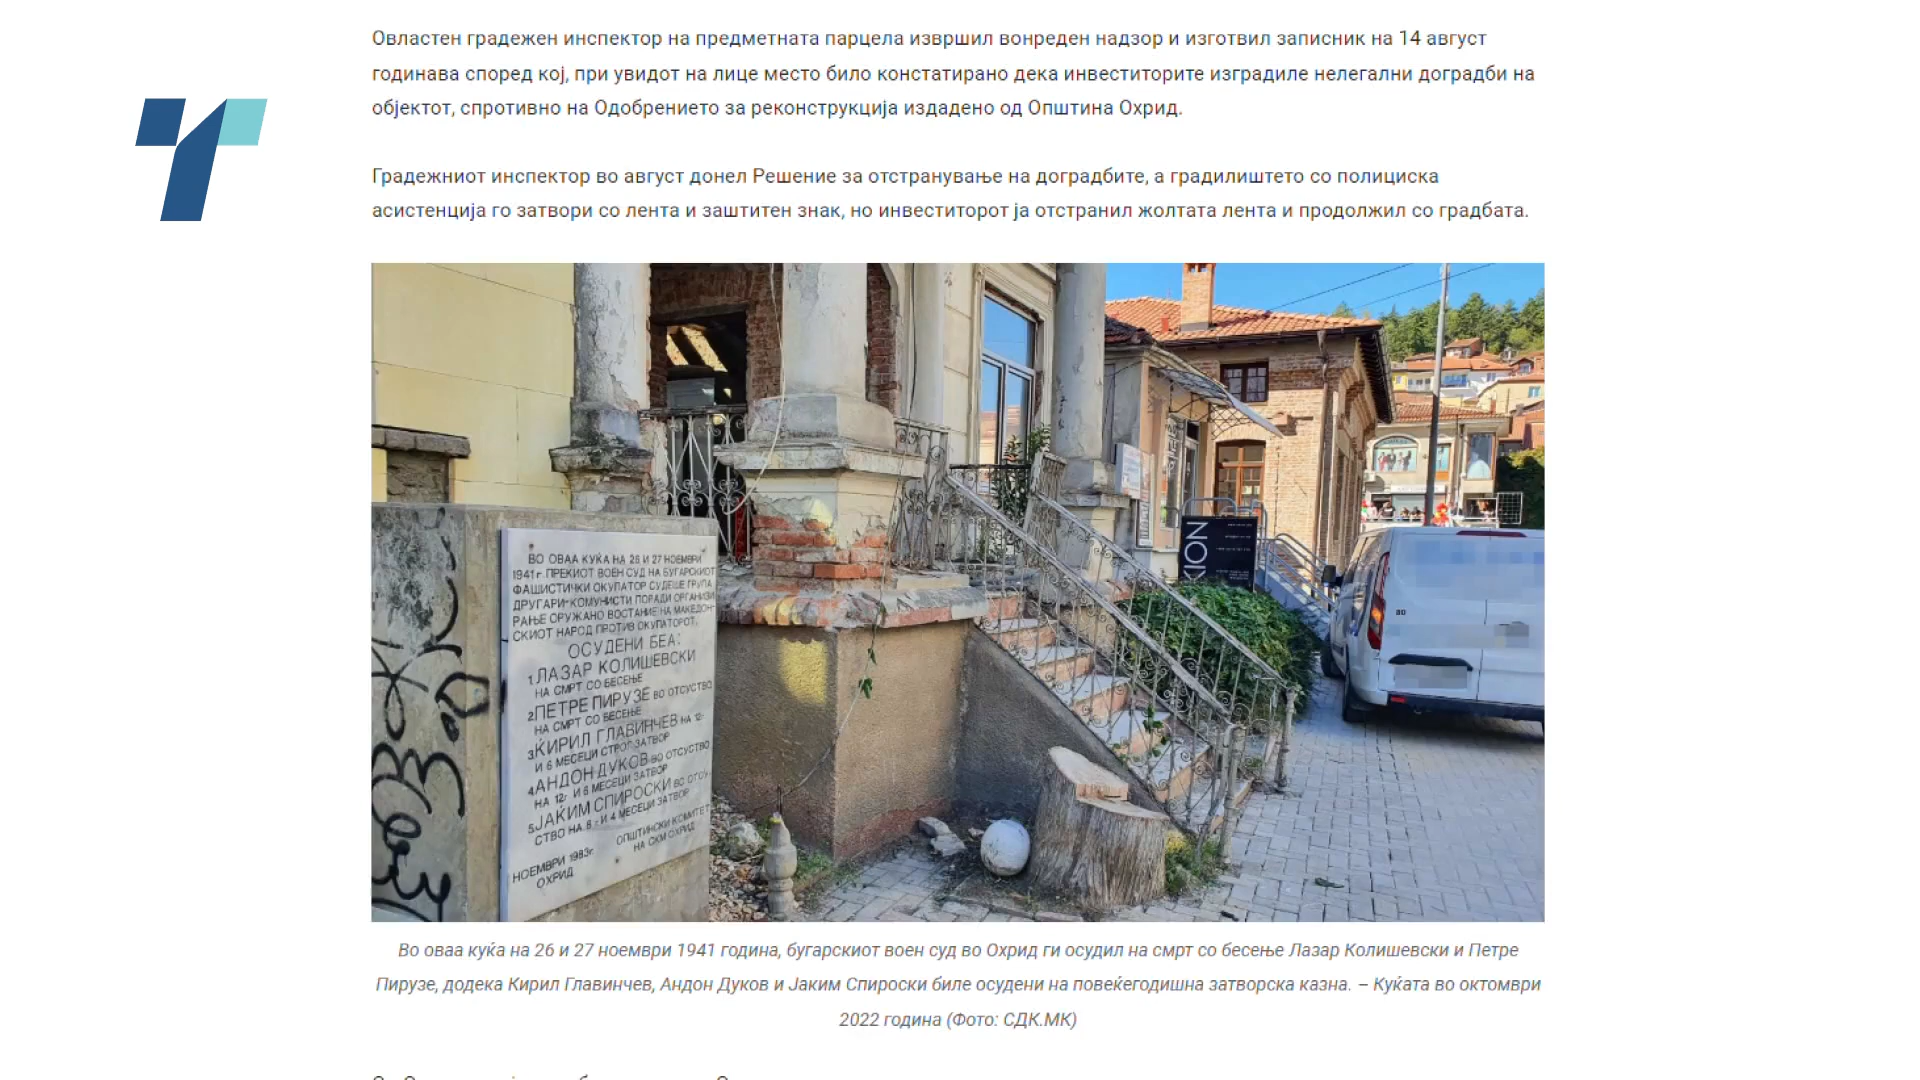 Овластен градежен инспектор на предметната парцела извршил вонреден надзор и изготвил записник на 14 август
годинава според кој, при увидот на лице место било констатирано дека инвеститорите изградиле нелегални доградби на
објектот, спротивно на Одобрението за реконструкција издадено од Општина Охрид.
Градежниот инспектор во август донел Решение за отстранување на доградбите, а градилиштето со полициска
асистенција го затвори со лента и заштитен знак, но инвеститорот ја отстранил жолтата лента и продолжил со градбата.
ВО ОВАА КУЌА НА 26 И 27 НОЕМВРИ
1941 г. ПРЕКИОТ ВОЕН СУД НА БУГАРСКИОТ
ФАШИСТИЧКИ ОКУПАТОР СУДЕШЕ ГРУПА
ДРУГАРИ-КОМУНИСТИ ПОРАДИ ОРГАНИЗИ
РАЊЕ ОРУЖАНО ВОСТАНИЕ НА МАКЕДОН-
СКИОТ НАРОД ПРОТИВ ОКУПАТОРОТ.
ОСУДЕНИ БЕА:
1. ЛАЗАР КОЛИШЕВСКИ
НА СМРТ СО БЕСЕЊЕ
2. ПЕТРЕ ПИРУЗЕ ВО ОТСУСТВО
НА СМРТ СО БЕСЕЊЕ
3. ЌИРИЛ ГЛАВИНЧЕВ НА 12г.
И 6 МЕСЕЦИ СТРОГ ЗАТВОР
4. АНДОН ДУКОВ ВО ОТСУСТВО
НА 12г. И 6 МЕСЕЦИ ЗАТВОР
5. ЈАЌИМ СПИРОСКИ ВО ОТСУ-
СТВО НА 8 г. И 4 МЕСЕЦИ ЗАТВОР
ОПШТИНСКИ КОМИТЕТ
НА СКМ ОХРИД
НОЕМВРИ 1983г.
ОХРИД
KION
Во оваа куќа на 26 и 27 ноември 1941 година, бугарскиот воен суд во Охрид ги осудил на смрт со бесење Лазар Колишевски и Петре
Пирузе, додека Кирил Главинчев, Андон Дуков и Јаким Спироски биле осудени на повеќегодишна затворска казна. – Куќата во октомври
2022 година (Фото: СДК.МК)